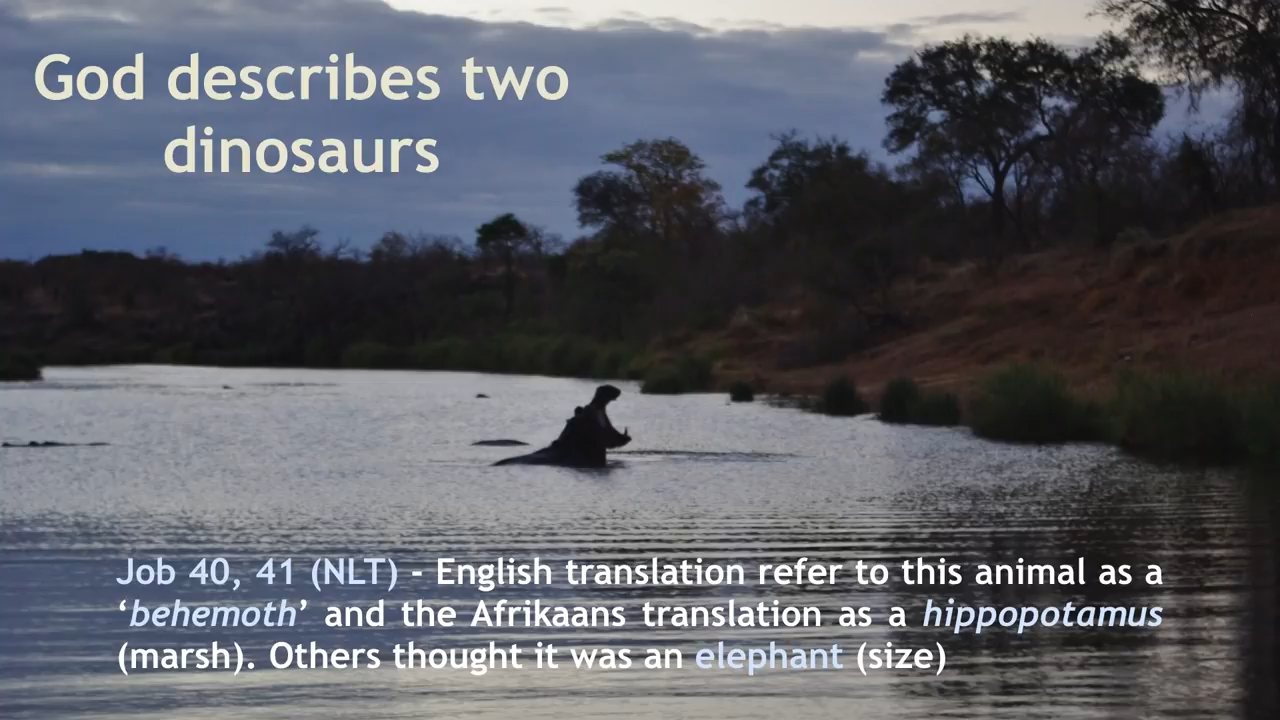 God describes two
dinosaurs
Job 40, 41 (NLT) - English translation refer to this animal as a
‘behemoth’ and the Afrikaans translation as a hippopotamus
(marsh). Others thought it was an elephant (size)